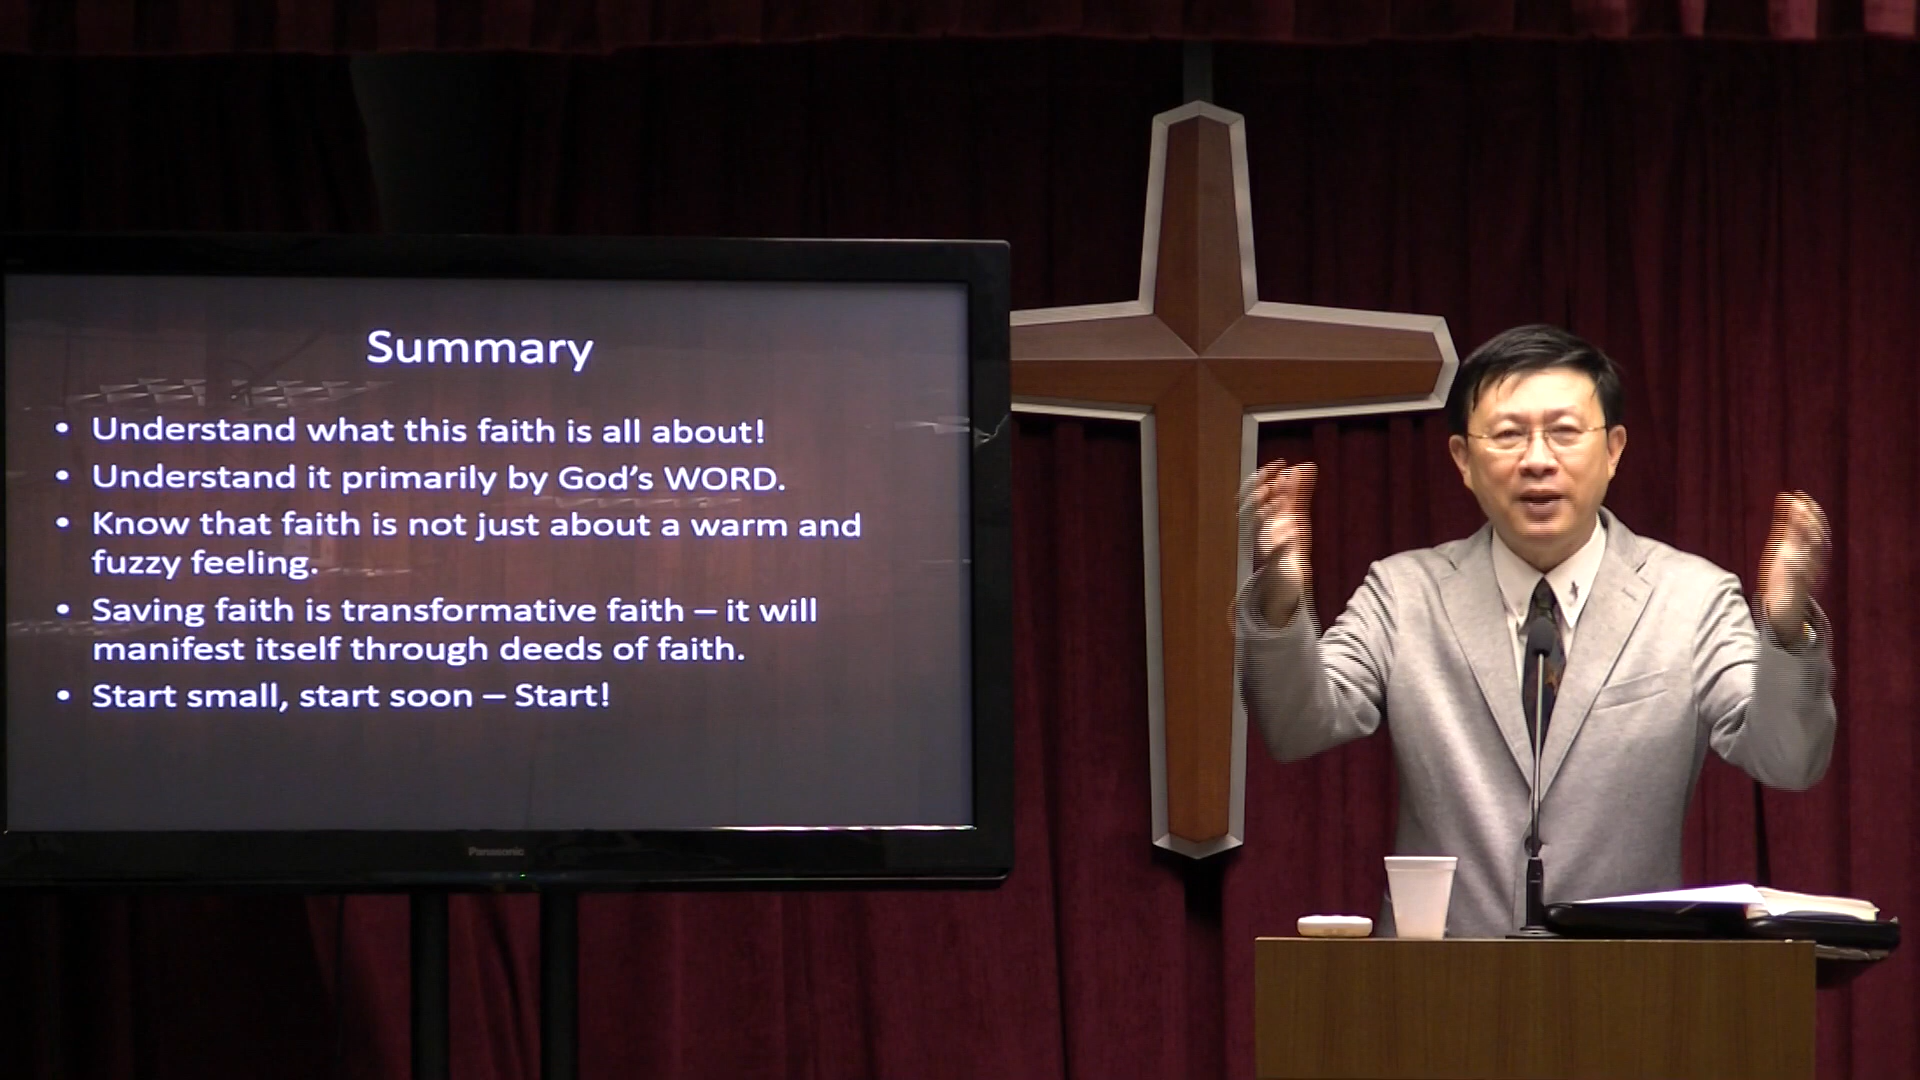 Summary
• Understand what this faith is all about!
• Understand it primarily by God's WORD.
• Know that faith is not just about a warm and
fuzzy feeling.
• Saving faith is transformative faith – it will
manifest itself through deeds of faith.
• Start small, start soon – Start!
Panasonic